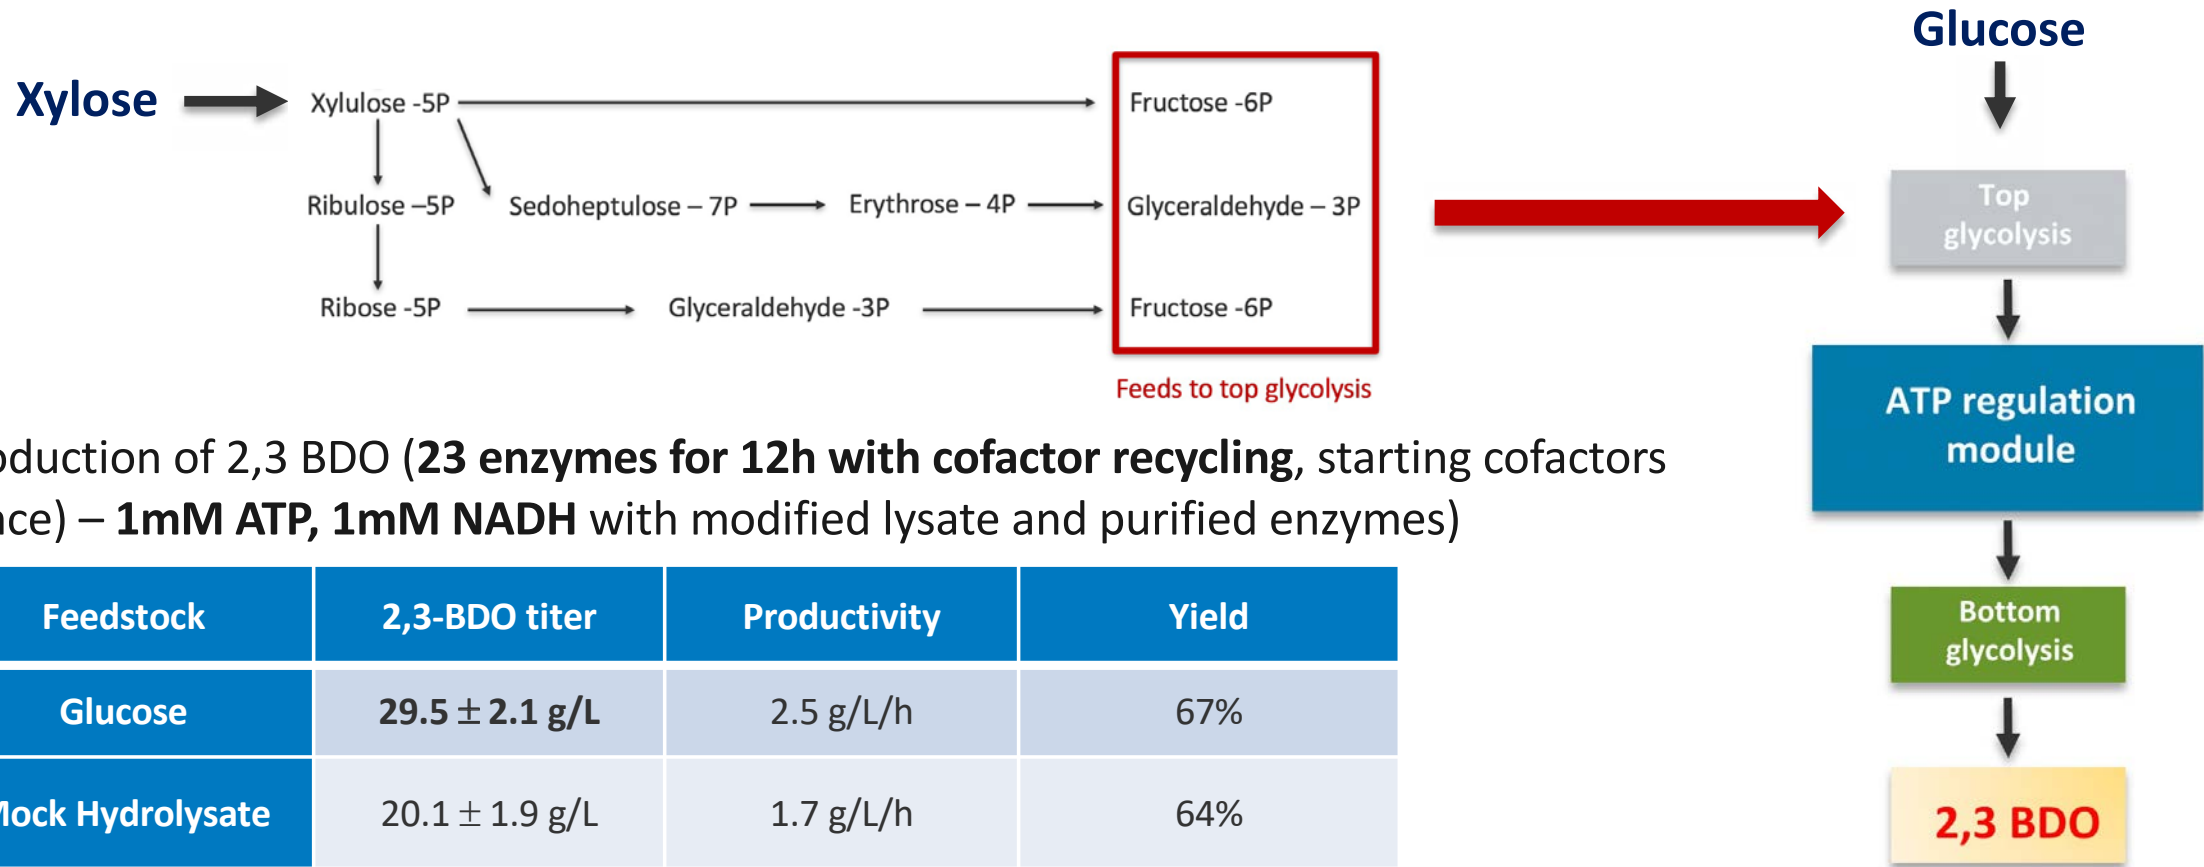 Glucose
Xylose
Xylulose -5P
Fructose -6P
Ribulose –5P
Sedoheptulose – 7P
Erythrose – 4P
Glyceraldehyde – 3P
Top
glycolysis
Ribose -5P
Glyceraldehyde -3P
Fructose -6P
Feeds to top glycolysis
ATP regulation
module
oduction of 2,3 BDO (23 enzymes for 12h with cofactor recycling, starting cofactors
nce) – 1mM ATP, 1mM NADH with modified lysate and purified enzymes)
Feedstock 2,3-BDO titer Productivity Yield
Glucose 29.5 ± 2.1 g/L 2.5 g/L/h 67%
Mock Hydrolysate 20.1 ± 1.9 g/L 1.7 g/L/h 64%
Bottom
glycolysis
2,3 BDO